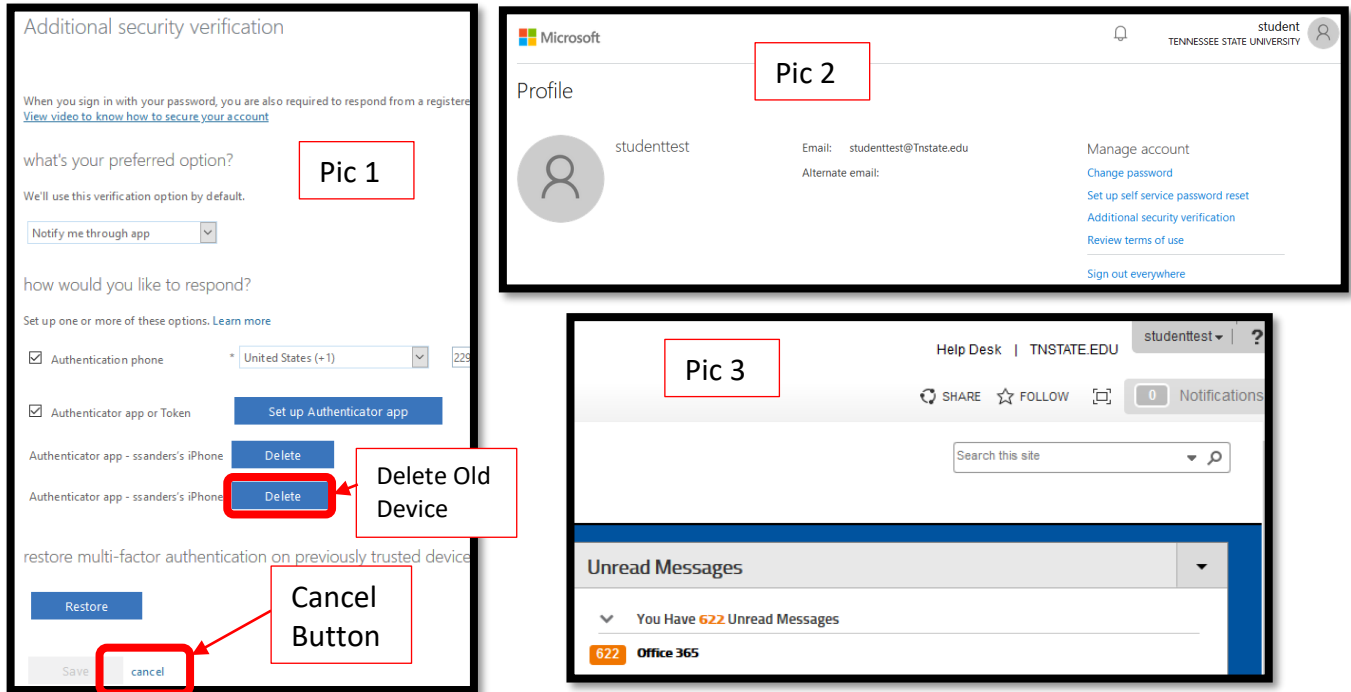 Additional security verification
When you sign in with your password, you are also required to respond from a registere
View video to know how to secure your account
what's your preferred option?
Pic 1
We'll use this verification option by default.
Notify me through app
how would you like to respond?
Set up one or more of these options. Learn more
Authentication phone * United States (+1) 229
Authenticator app or Token Set up Authenticator app
Authenticator app - ssanders's iPhone Delete
Authenticator app - ssanders's iPhone Delete
Delete Old
Device
restore multi-factor authentication on previously trusted device
Restore
Cancel
Button
Save cancel
Microsoft
student
TENNESSEE STATE UNIVERSITY
Pic 2
Profile
studenttest
Email: studenttest@Tnstate.edu
Alternate email:
Manage account
Change password
Set up self service password reset
Additional security verification
Review terms of use
Sign out everywhere
Pic 3
Help Desk | TNSTATE.EDU studenttest ?
SHARE FOLLOW 0 Notifications
Search this site
Unread Messages
You Have 622 Unread Messages
622 Office 365